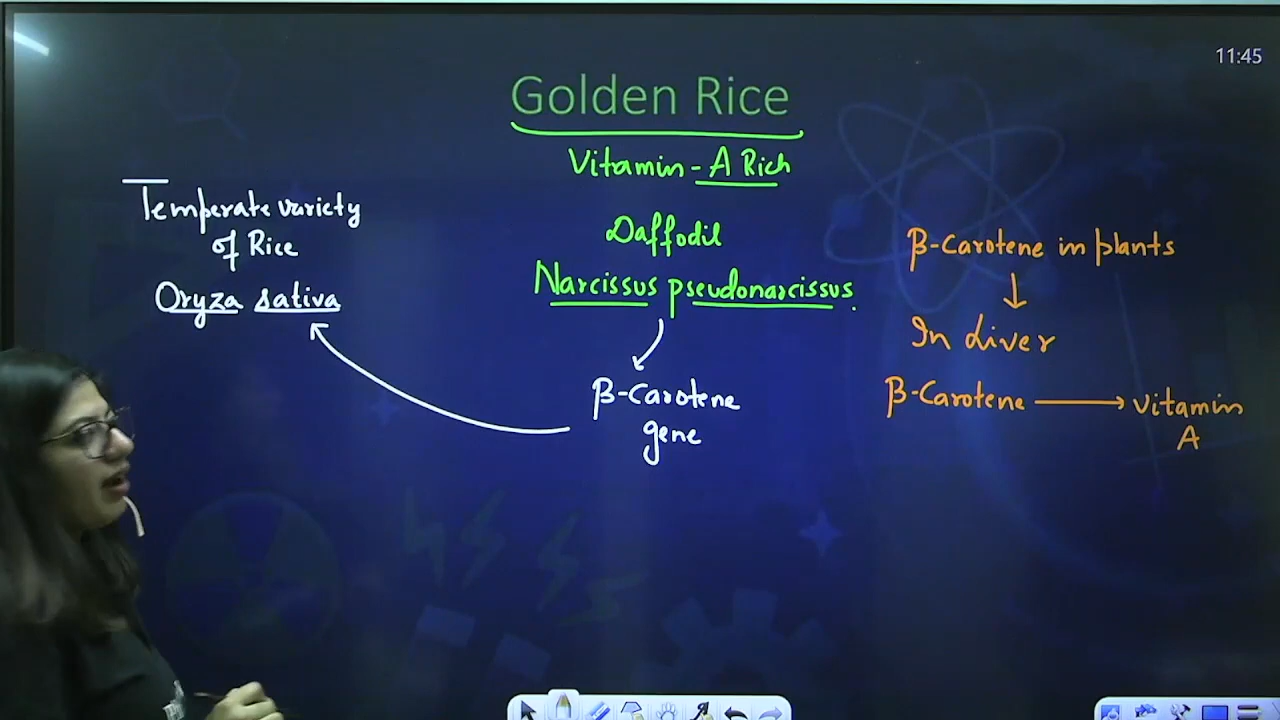 11:45
Golden Rice
Vitamin - A Rich
Temperate variety
of Rice
Oryza sativa
Daffodil
Narcissus pseudonarcissus.
β-Carotene
gene
β-Carotene in plants
In liver
β-Carotene → vitamin
A